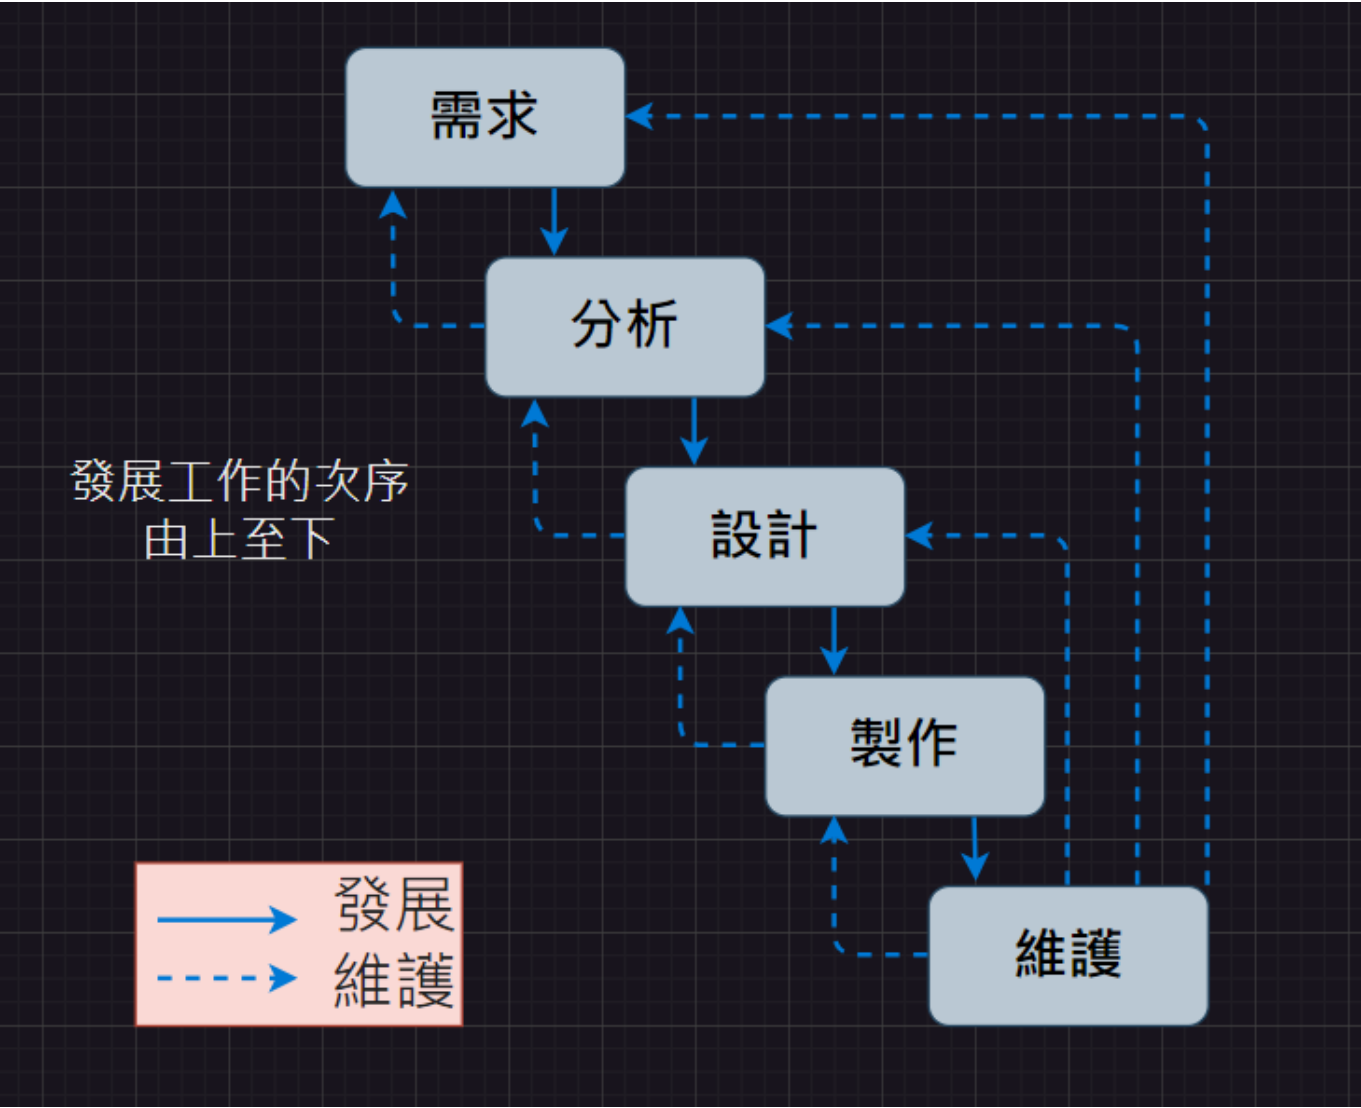 需求
分析
發展工作的次序
由上至下
設計
製作
發展
維護
維護